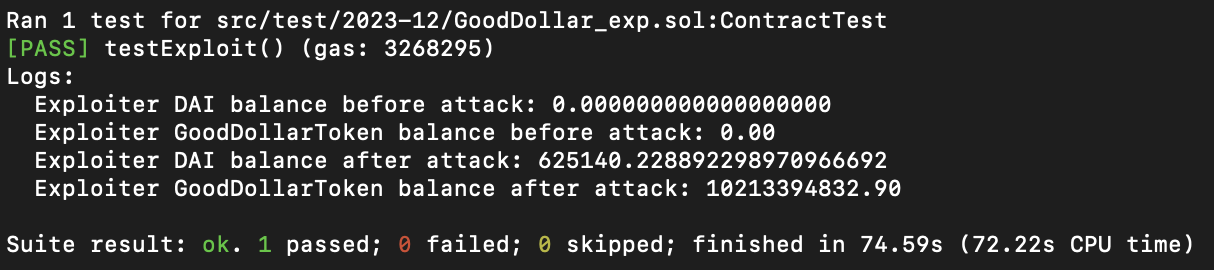 Ran 1 test for src/test/2023-12/GoodDollar_exp.sol:ContractTest
[PASS] testExploit() (gas: 3268295)
Logs:
  Exploiter DAI balance before attack: 0.000000000000000000
  Exploiter GoodDollarToken balance before attack: 0.00
  Exploiter DAI balance after attack: 625140.228892298970966692
  Exploiter GoodDollarToken balance after attack: 10213394832.90
Suite result: ok. 1 passed; 0 failed; 0 skipped; finished in 74.59s (72.22s CPU time)